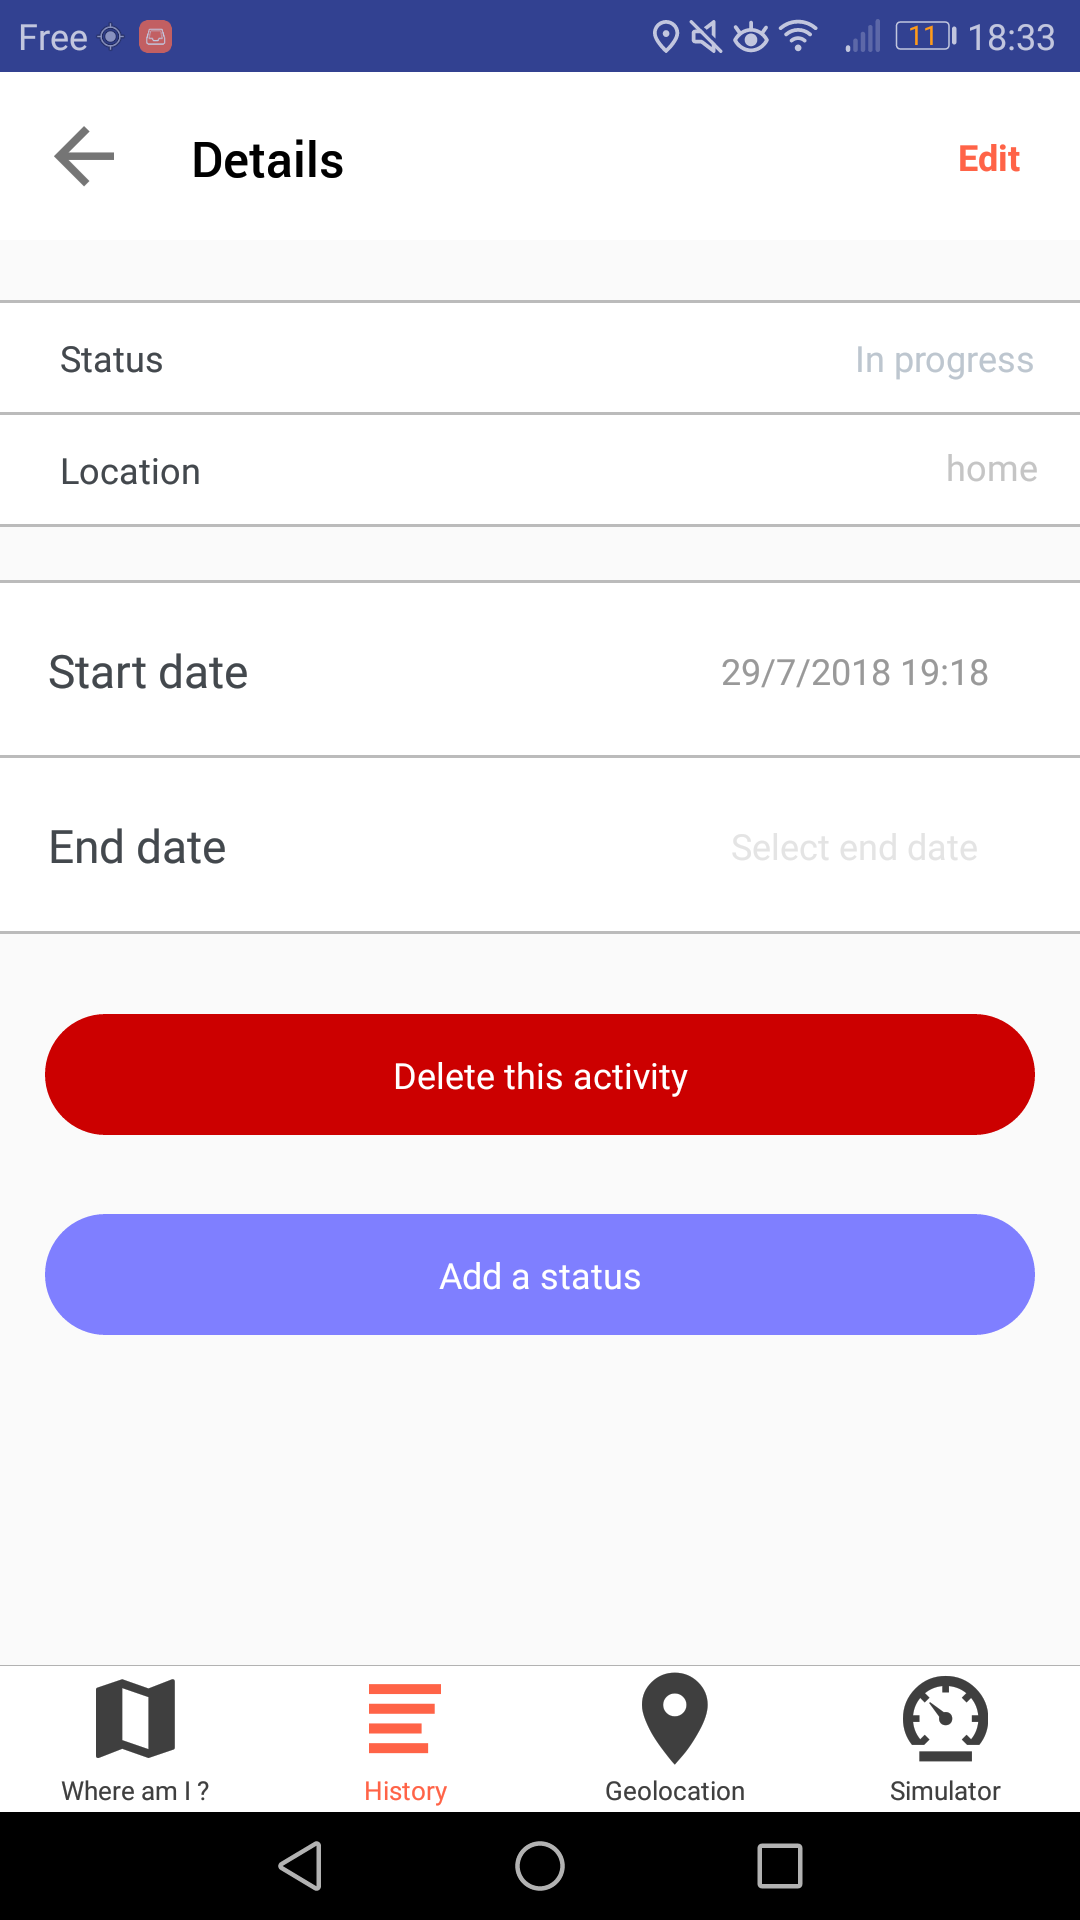 Free 11 18:33
Details Edit
Status In progress
Location home
Start date 29/7/2018 19:18
End date Select end date
Delete this activity
Add a status
Where am I ? History Geolocation Simulator